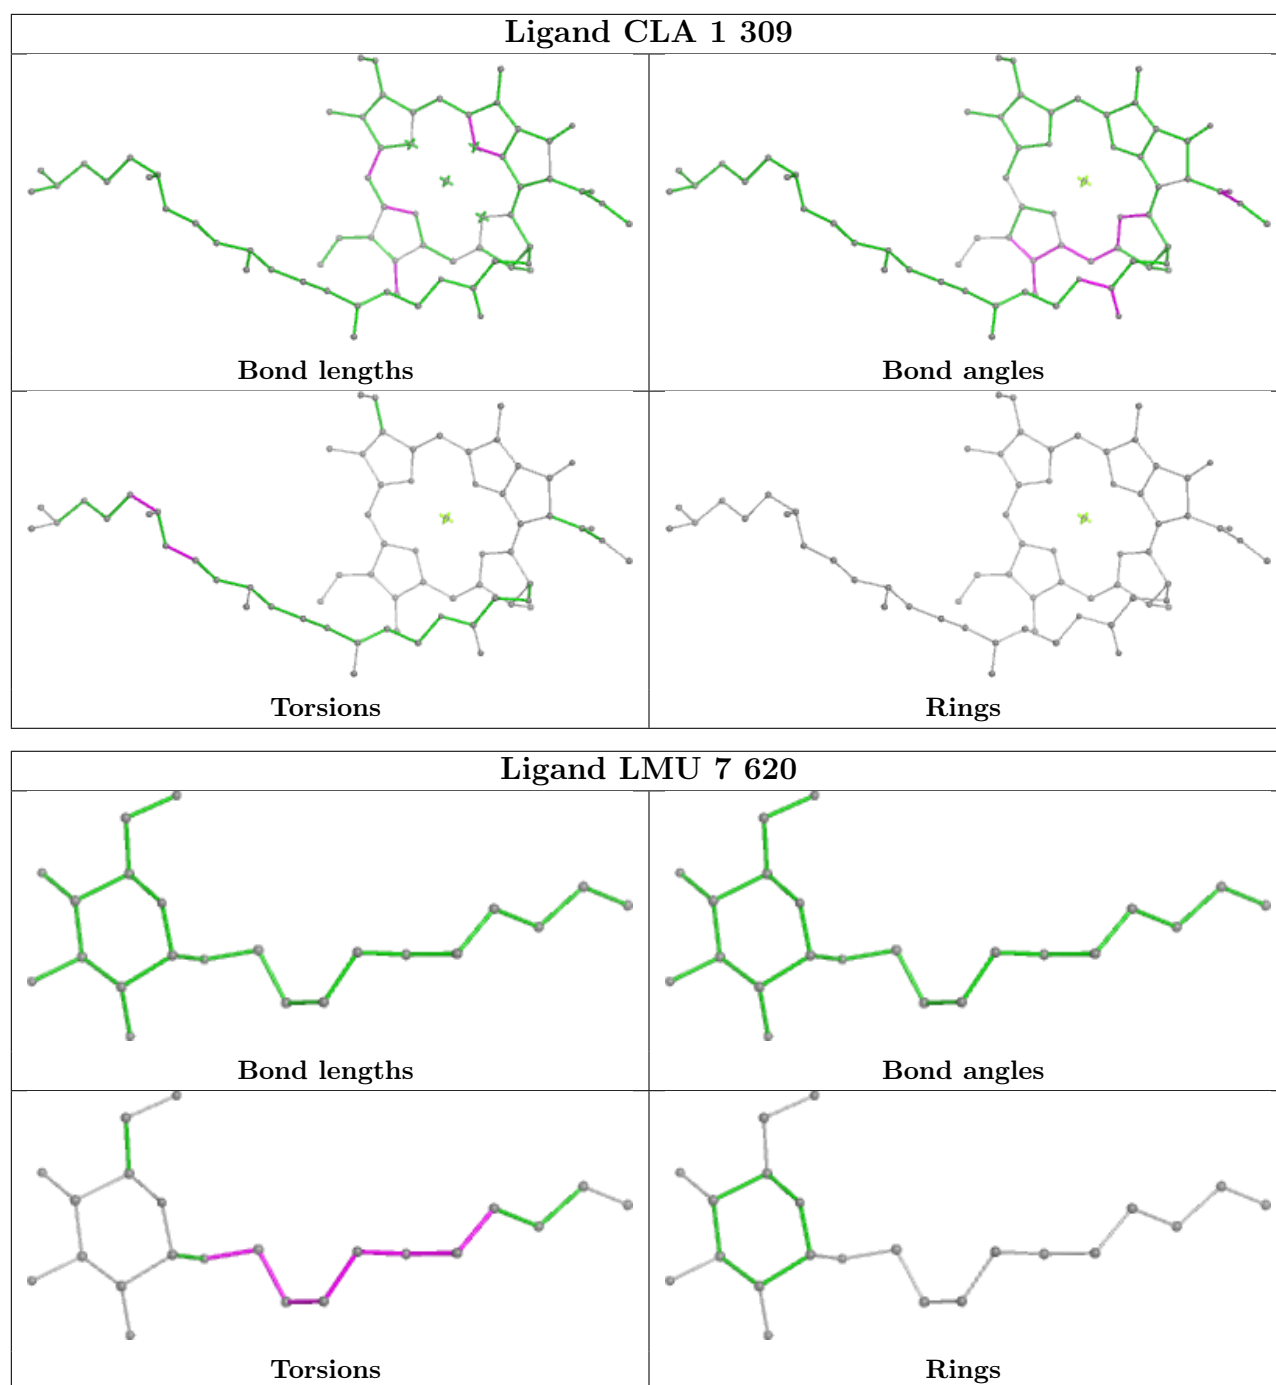 Ligand CLA 1 309
Bond lengths
Bond angles
Torsions
Rings
Ligand LMU 7 620
Bond lengths
Bond angles
Torsions
Rings